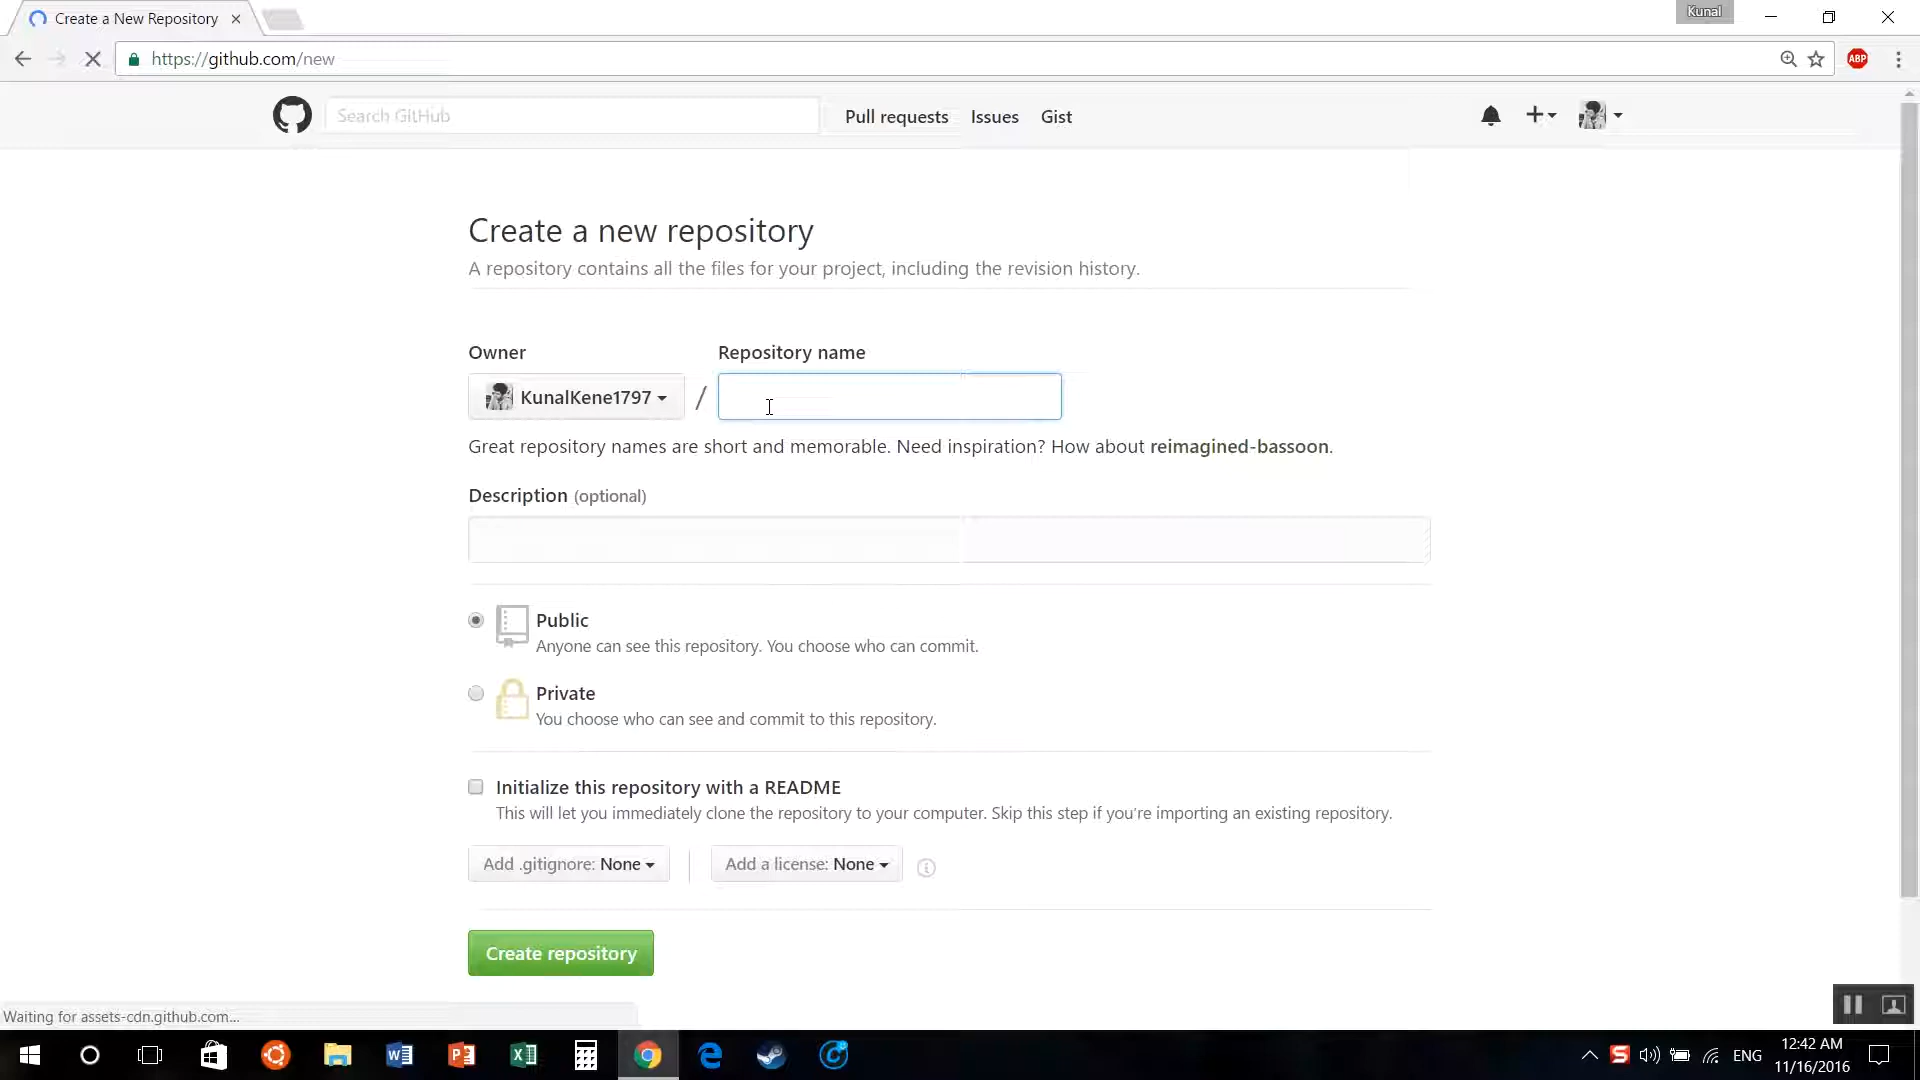 Create a New Repository
Kunal
https://github.com/new
ABP
Search GitHub
Pull requests Issues Gist
Create a new repository
A repository contains all the files for your project, including the revision history.
Owner Repository name
KunalKene1797 /
Great repository names are short and memorable. Need inspiration? How about reimagined-bassoon.
Description (optional)
Public
Anyone can see this repository. You choose who can commit.
Private
You choose who can see and commit to this repository.
Initialize this repository with a README
This will let you immediately clone the repository to your computer. Skip this step if you're importing an existing repository.
Add .gitignore: None Add a license: None
Create repository
Waiting for assets-cdn.github.com...
ENG 12:42 AM
11/16/2016